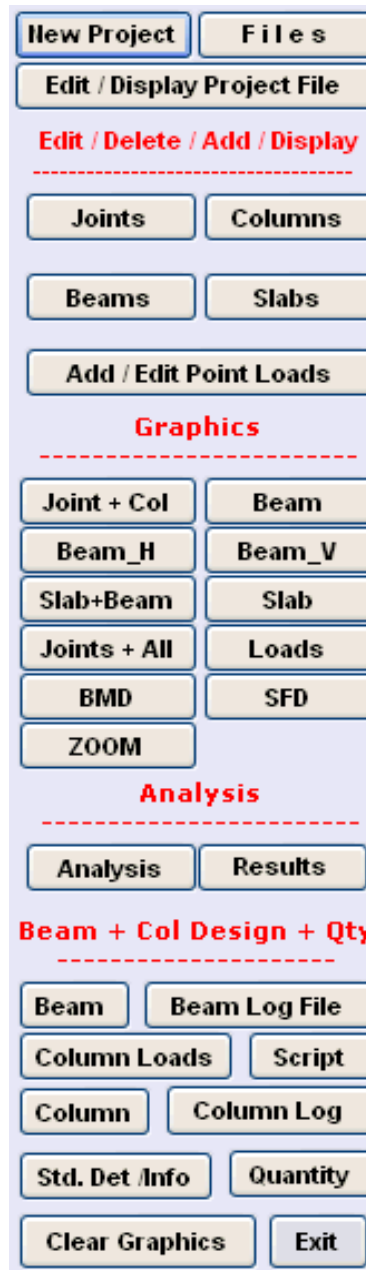 New Project F i l e s
Edit / Display Project File
Edit / Delete / Add / Display
Joints Columns
Beams Slabs
Add / Edit Point Loads
Graphics
Joint + Col Beam
Beam_H Beam_V
Slab+Beam Slab
Joints + All Loads
BMD SFD
ZOOM
Analysis
Analysis Results
Beam + Col Design + Qty
Beam Beam Log File
Column Loads Script
Column Column Log
Std. Det /Info Quantity
Clear Graphics Exit